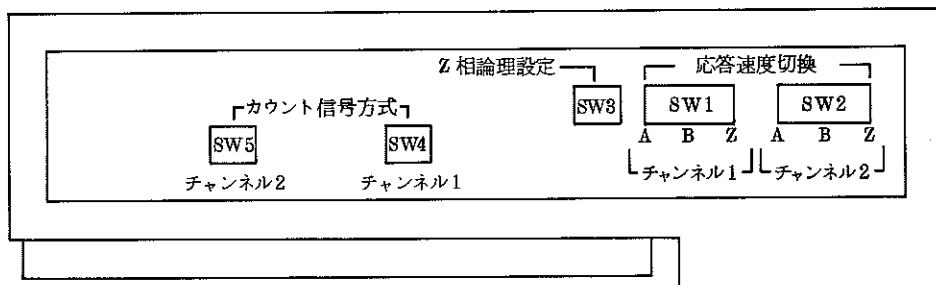 Z相論理設定
応答速度切換
SW3
SW1
SW2
A B Z
A B Z
チャンネル1
チャンネル2
カウント信号方式
SW5
SW4
チャンネル2
チャンネル1